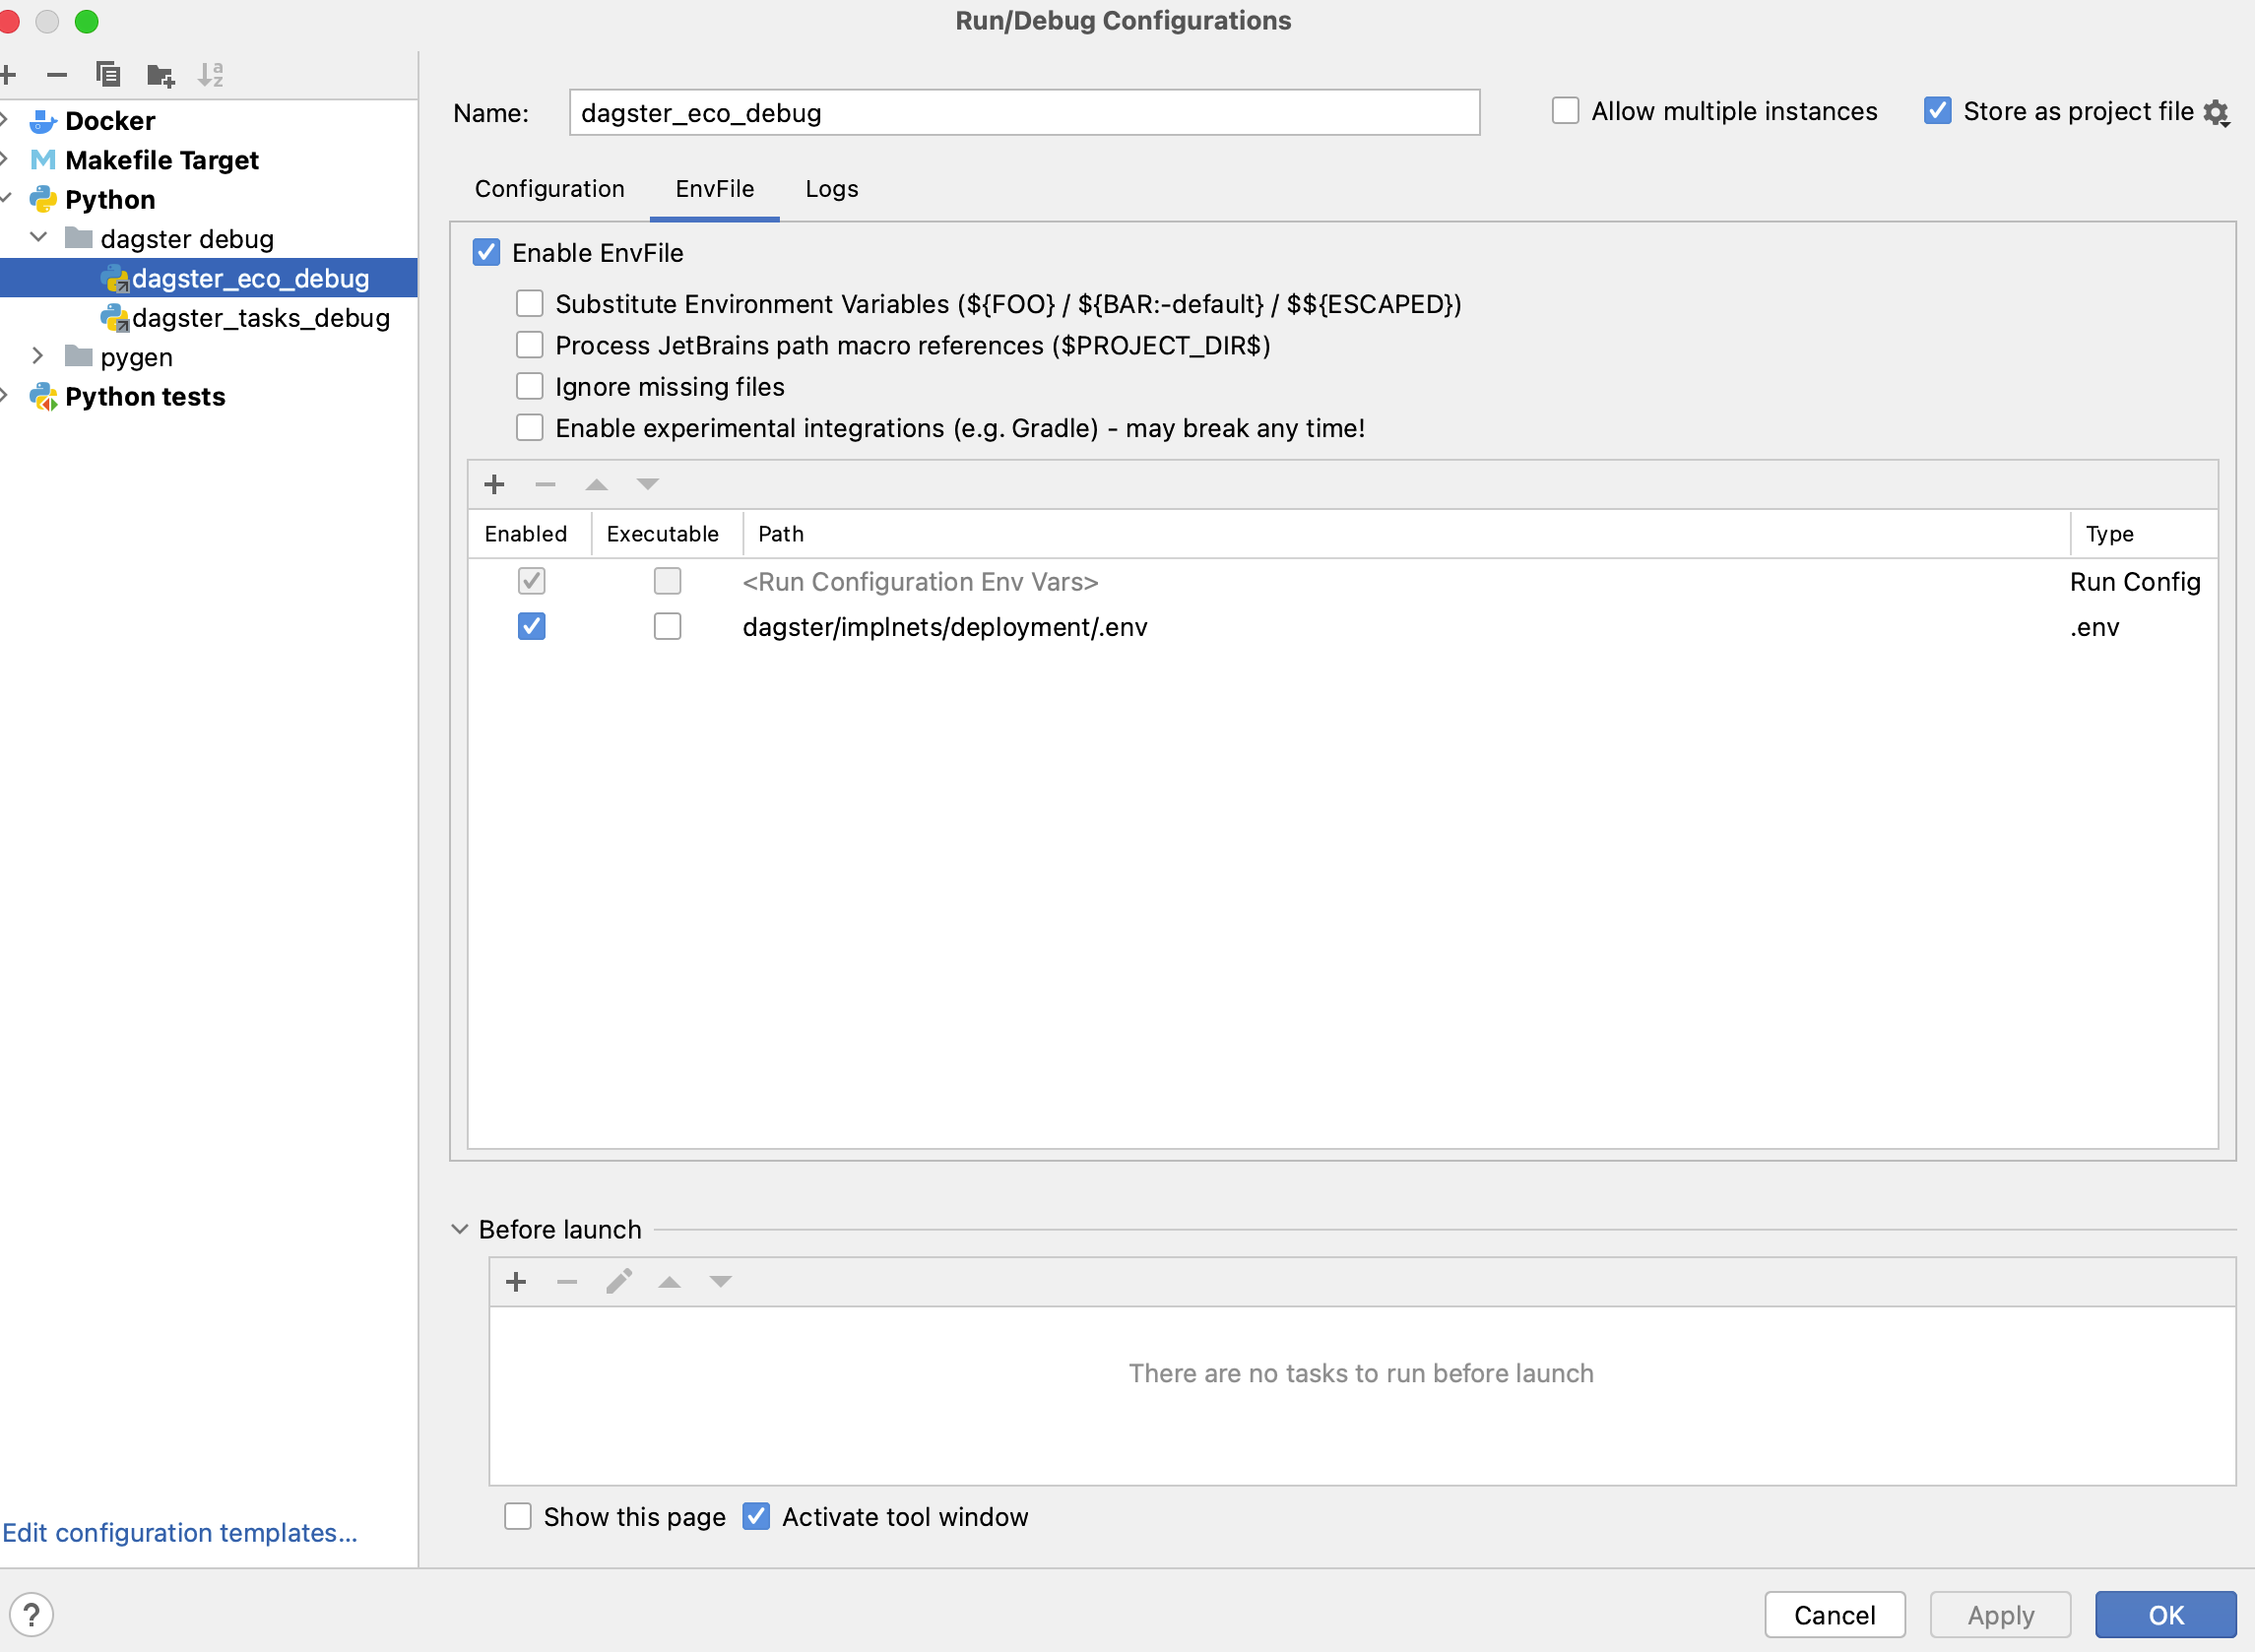 Run/Debug Configurations
Docker
Makefile Target
Python
dagster debug
dagster_eco_debug
dagster_tasks_debug
pygen
Python tests
Edit configuration templates...
Name: dagster_eco_debug
Allow multiple instances
Store as project file
Configuration EnvFile Logs
Enable EnvFile
Substitute Environment Variables (${FOO} / ${BAR:-default} / $${ESCAPED})
Process JetBrains path macro references ($PROJECT_DIR$)
Ignore missing files
Enable experimental integrations (e.g. Gradle) - may break any time!
Enabled Executable Path Type
<Run Configuration Env Vars> Run Config
dagster/implnets/deployment/.env .env
Before launch
There are no tasks to run before launch
Show this page Activate tool window
? Cancel Apply OK